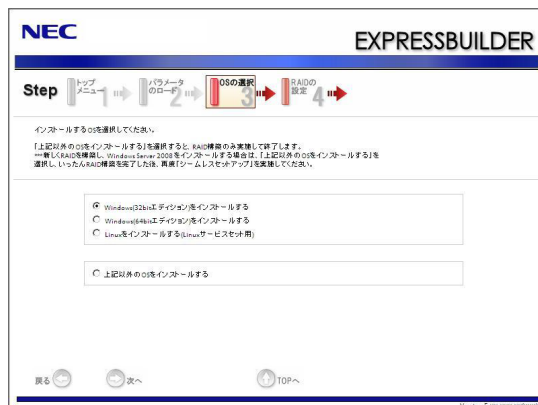 NEC
EXPRESSBUILDER
Step
トップ
メニュー 1
パラメータ
のロード 2
OSの選択
3
RAIDの
設定 4
インストールするOSを選択してください。
「上記以外のOSをインストールする」を選択すると、RAID構築のみ実施して終了します。
***新しくRAIDを構築し、Windows Server 2008 をインストールする場合は、「上記以外のOSをインストールする」を
選択し、いったんRAID構築を完了した後、再度「シームレスセットアップ」を実施してください。
Windows(32bitエディション)をインストールする
Windows(64bitエディション)をインストールする
Linuxをインストールする(Linuxサービスセット用)
上記以外のOSをインストールする
戻る
次へ
TOPへ